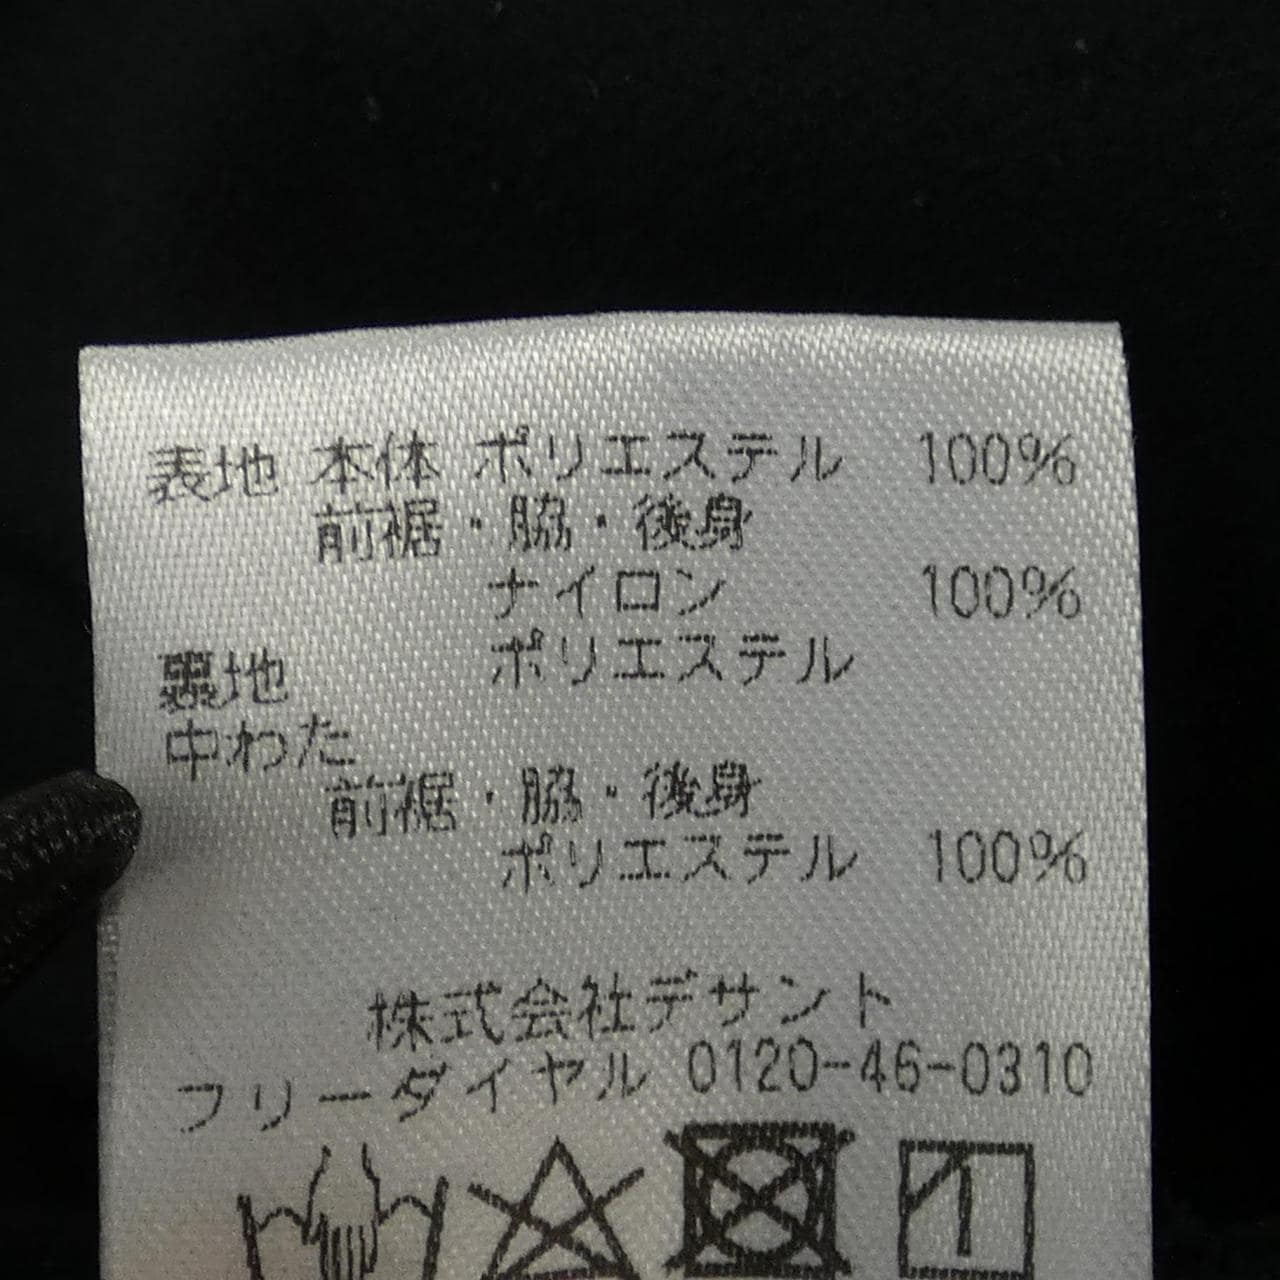 表地 本体 ポリエステル 100%
前裾・脇・後身
ナイロン 100%
裏地 ポリエステル
中わた
前裾・脇・後身
ポリエステル 100%
株式会社デサント
フリーダイヤル 0120-46-0310